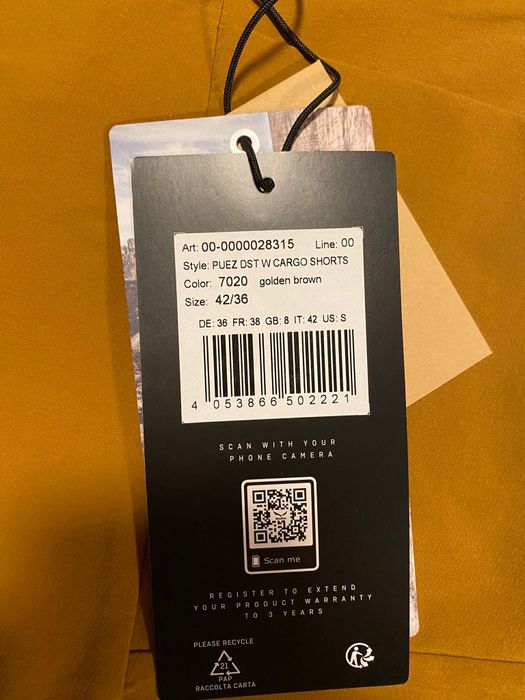 Art: 00-0000028315 Line: 00
Style: PUEZ DST W CARGO SHORTS
Color: 7020 golden brown
Size: 42/36
DE: 36 FR: 38 GB: 8 IT: 42 US: S
4 053866 502221
SCAN WITH YOUR
PHONE CAMERA
Scan me
REGISTER TO EXTEND
YOUR PRODUCT WARRANTY
TO 3 YEARS
PLEASE RECYCLE
21
PAP
RACCOLTA CARTA